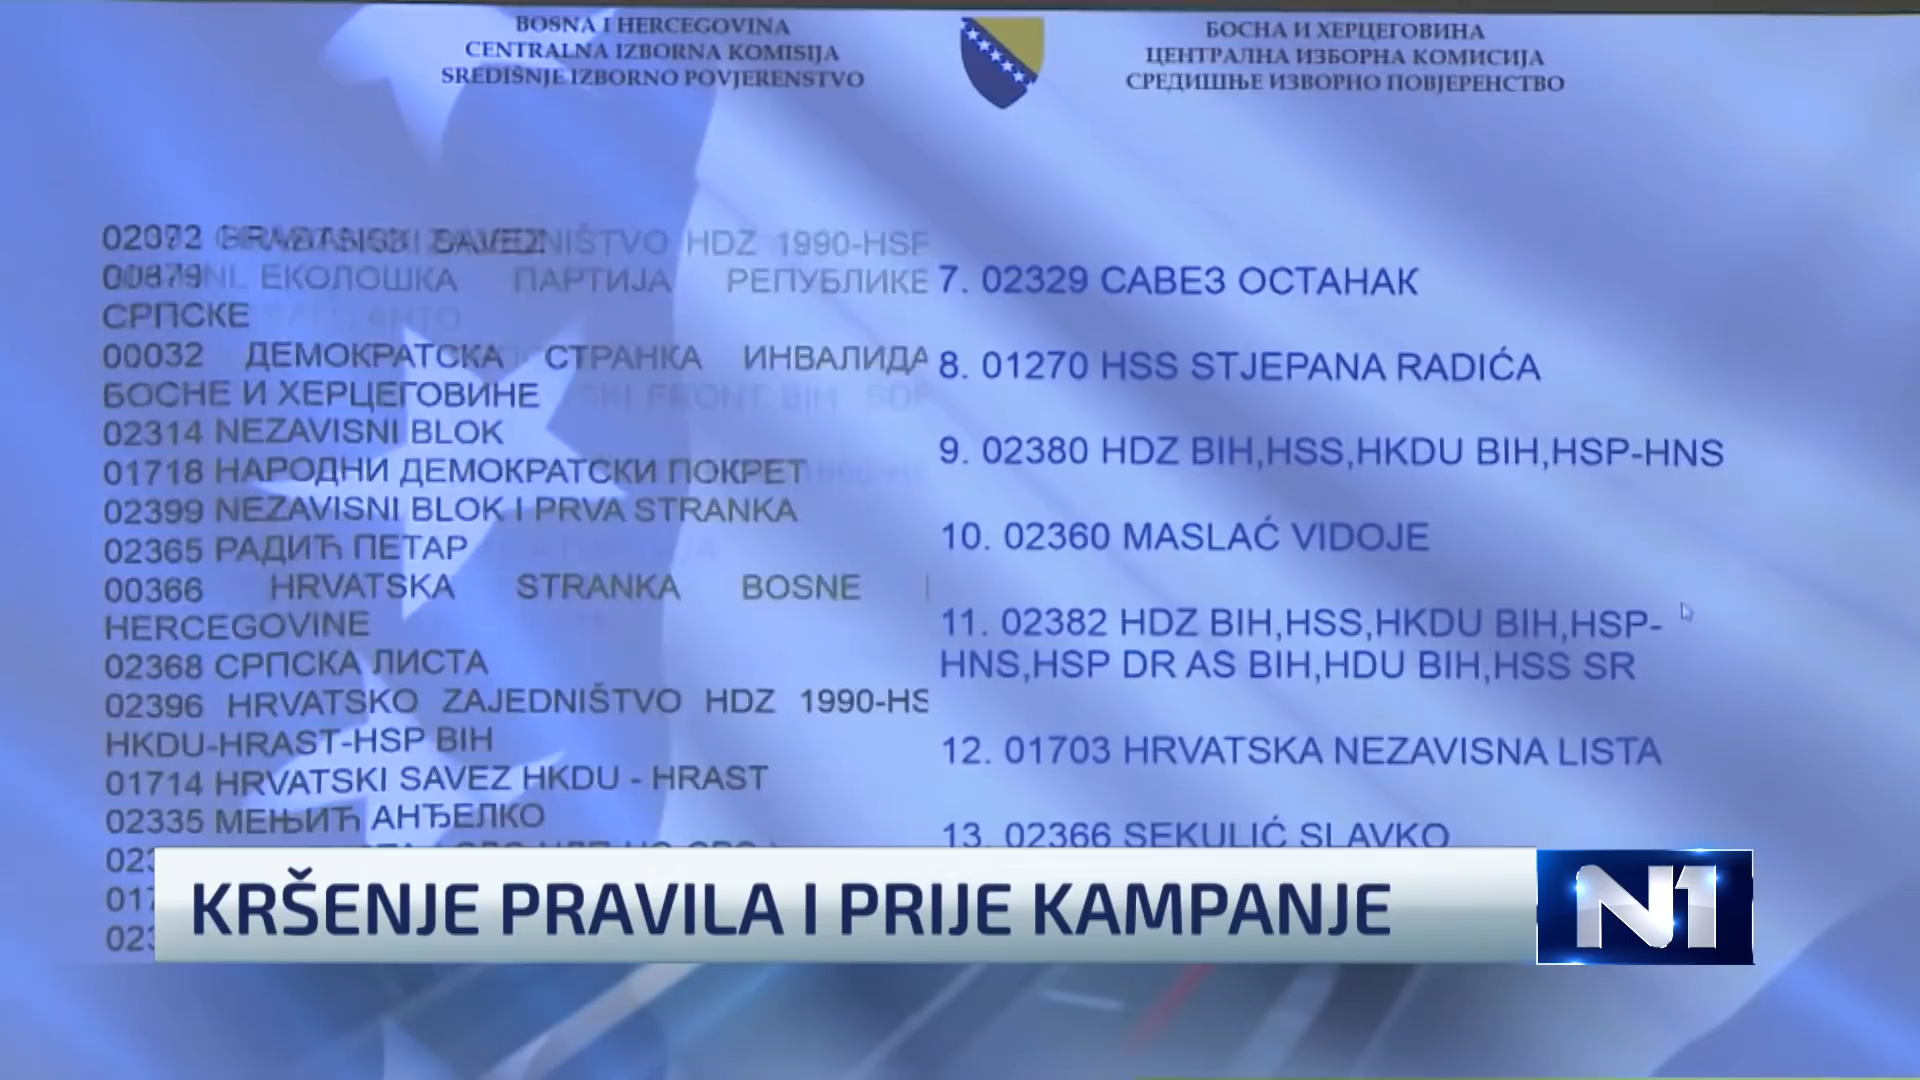 BOSNA I HERCEGOVINA
CENTRALNA IZBORNA KOMISIJA
SREDIŠNJE IZBORNO POVJERENSTVO
БОСНА И ХЕРЦЕГОВИНА
ЦЕНТРАЛНА ИЗБОРНА КОМИСИЈА
СРЕДИШЊЕ ИЗБОРНО ПОВЈЕРЕНСТВО
HDZ 1990-HSP
ЕКОЛОШКА ПАРТИЈА РЕПУБЛИКЕ
СРПСКЕ
00032 ДЕМОКРАТСКА СТРАНКА ИНВАЛИДА
БОСНЕ И ХЕРЦЕГОВИНЕ
02314 NEZAVISNI BLOK
01718 НАРОДНИ ДЕМОКРАТСКИ ПОКРЕТ
02399 NEZAVISNI BLOK I PRVA STRANKA
02365 РАДИЋ ПЕТАР
00366 HRVATSKA STRANKA BOSNE I
HERCEGOVINE
02368 СРПСКА ЛИСТА
02396 HRVATSKO ZAJEDNIŠTVO HDZ 1990-HS
HKDU-HRAST-HSP BIH
01714 HRVATSKI SAVEZ HKDU - HRAST
02335 МЕЊИЋ АНЂЕЛКО
7. 02329 САВЕЗ ОСТАНАК
8. 01270 HSS STJEPANA RADIĆA
9. 02380 HDZ BIH,HSS,HKDU BIH,HSP-HNS
10. 02360 MASLAĆ VIDOJE
11. 02382 HDZ BIH,HSS,HKDU BIH,HSP-
HNS,HSP DR AS BIH,HDU BIH,HSS SR
12. 01703 HRVATSKA NEZAVISNA LISTA
13. 02366 SEKULIĆ SLAVKO
KRŠENJE PRAVILA I PRIJE KAMPANJE
N1